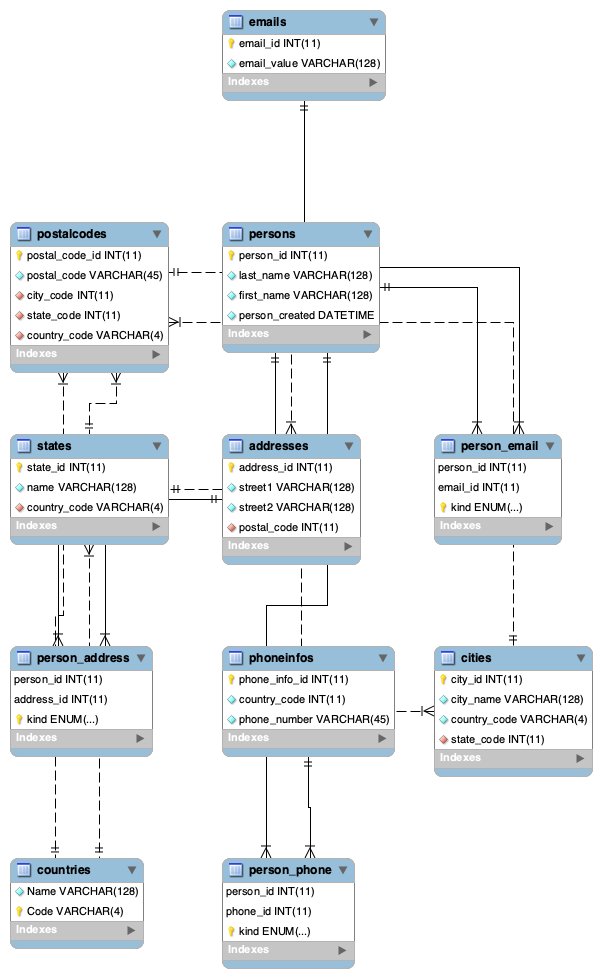 emails
email_id INT(11)
email_value VARCHAR(128)
Indexes
postalcodes
postal_code_id INT(11)
postal_code VARCHAR(45)
city_code INT(11)
state_code INT(11)
country_code VARCHAR(4)
Indexes
persons
person_id INT(11)
last_name VARCHAR(128)
first_name VARCHAR(128)
person_created DATETIME
Indexes
states
state_id INT(11)
name VARCHAR(128)
country_code VARCHAR(4)
Indexes
addresses
address_id INT(11)
street1 VARCHAR(128)
street2 VARCHAR(128)
postal_code INT(11)
Indexes
person_email
person_id INT(11)
email_id INT(11)
kind ENUM(...)
Indexes
person_address
person_id INT(11)
address_id INT(11)
kind ENUM(...)
Indexes
phoneinfos
phone_info_id INT(11)
country_code INT(11)
phone_number VARCHAR(45)
Indexes
cities
city_id INT(11)
city_name VARCHAR(128)
country_code VARCHAR(4)
state_code INT(11)
Indexes
countries
Name VARCHAR(128)
Code VARCHAR(4)
Indexes
person_phone
person_id INT(11)
phone_id INT(11)
kind ENUM(...)
Indexes